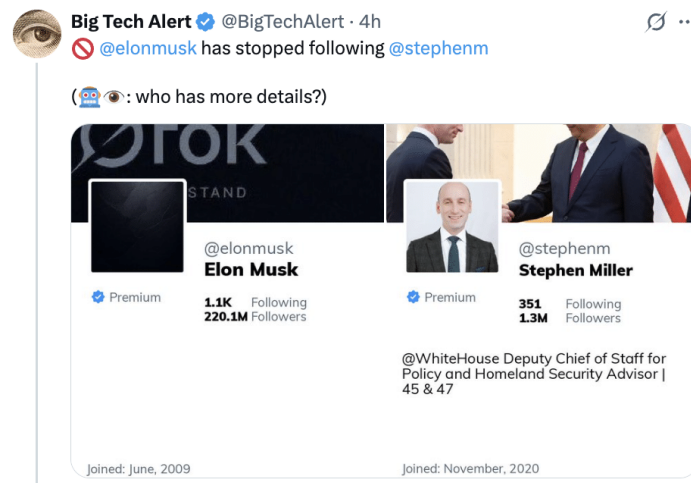 Big Tech Alert @BigTechAlert · 4h
🚫 @elonmusk has stopped following @stephenm
(🤖👁️: who has more details?)
Grok
STAND
@elonmusk
Elon Musk
Premium
1.1K Following
220.1M Followers
Joined: June, 2009
@stephenm
Stephen Miller
Premium
351 Following
1.3M Followers
@WhiteHouse Deputy Chief of Staff for
Policy and Homeland Security Advisor |
45 & 47
Joined: November, 2020